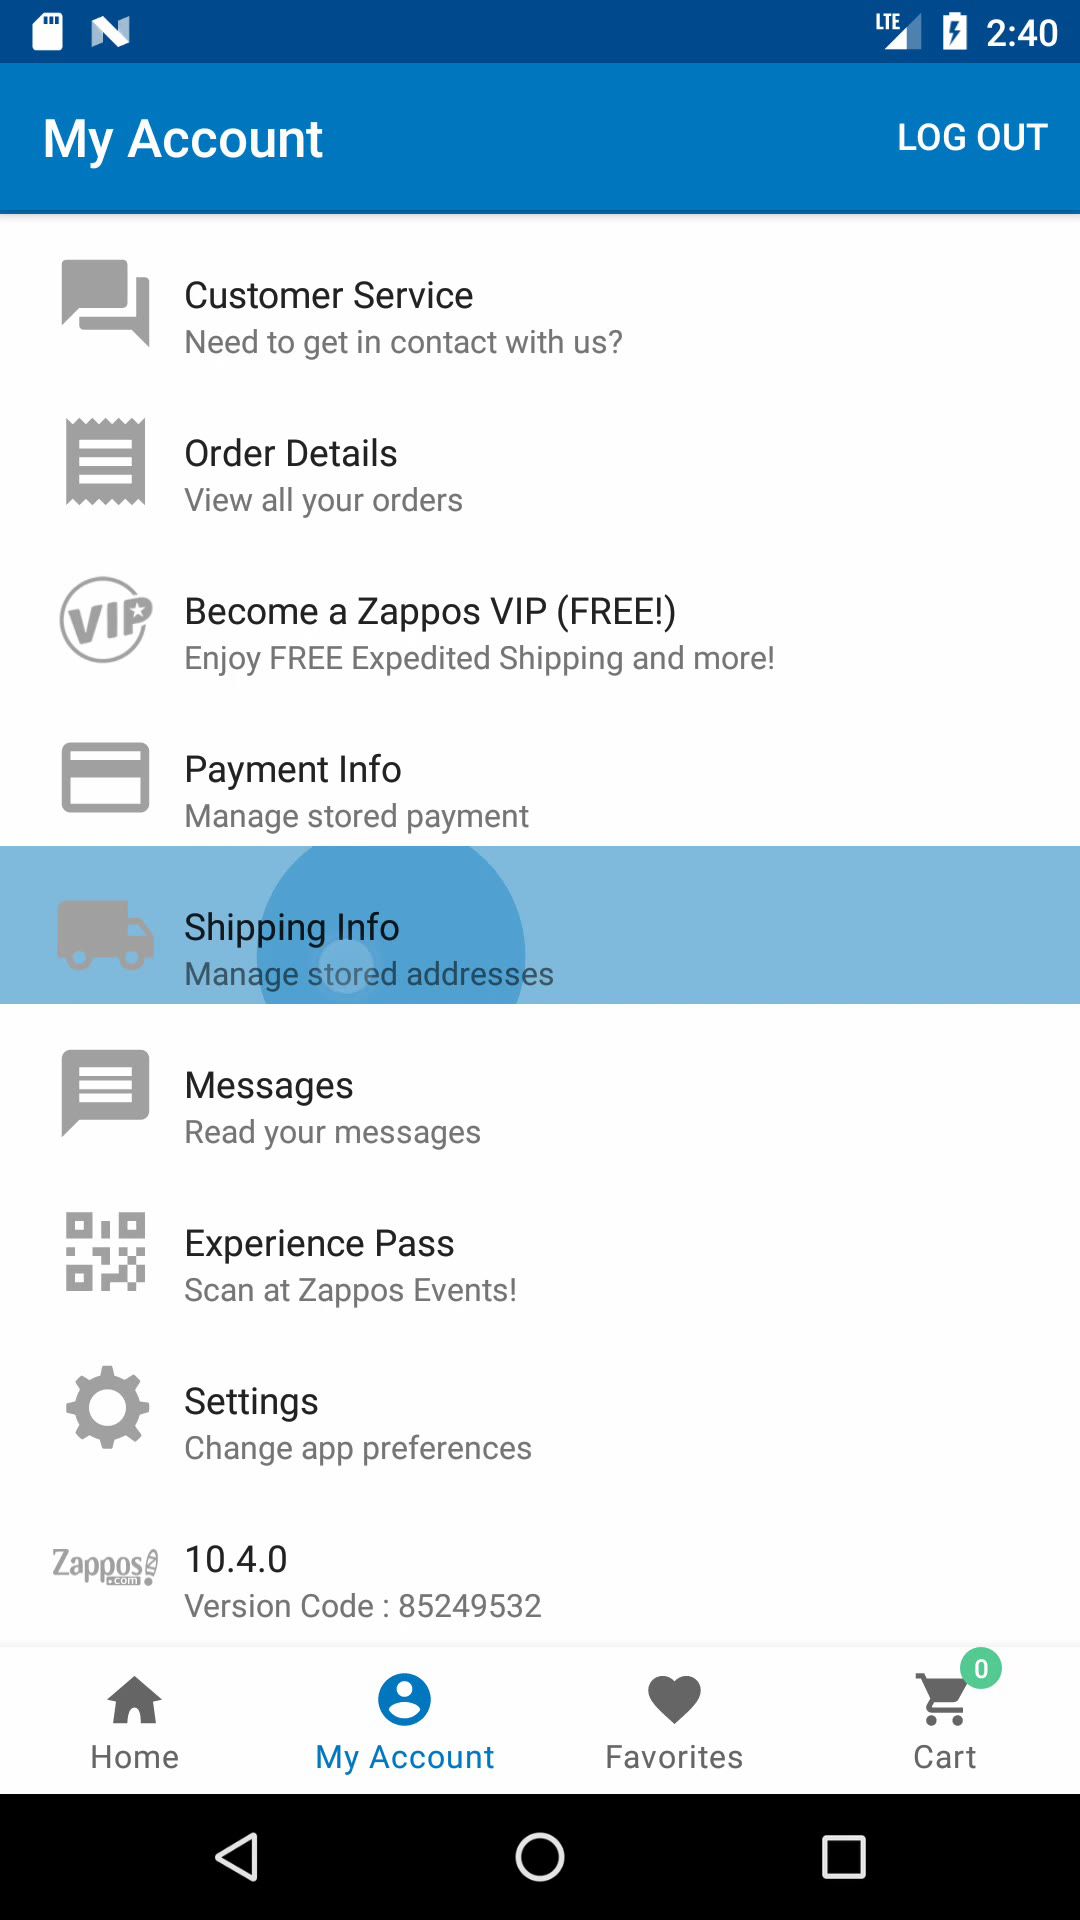 LTE 2:40
My Account LOG OUT
Customer Service
Need to get in contact with us?
Order Details
View all your orders
VIP
Become a Zappos VIP (FREE!)
Enjoy FREE Expedited Shipping and more!
Payment Info
Manage stored payment
Shipping Info
Manage stored addresses
Messages
Read your messages
Experience Pass
Scan at Zappos Events!
Settings
Change app preferences
Zappos
.com
10.4.0
Version Code : 85249532
0
Home My Account Favorites Cart